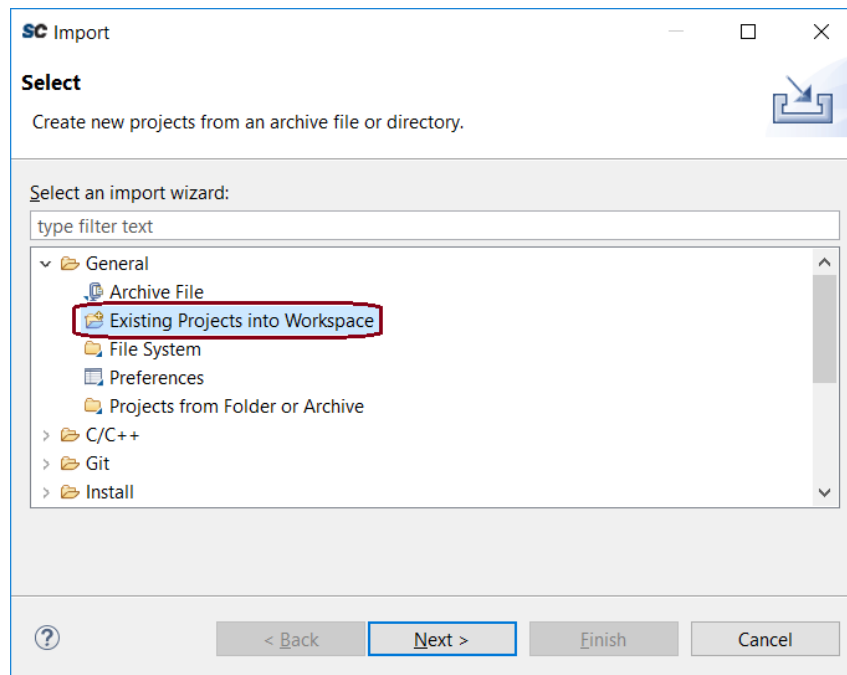 SC Import
Select
Create new projects from an archive file or directory.
Select an import wizard:
type filter text
General
Archive File
Existing Projects into Workspace
File System
Preferences
Projects from Folder or Archive
C/C++
Git
Install
? < Back Next > Finish Cancel